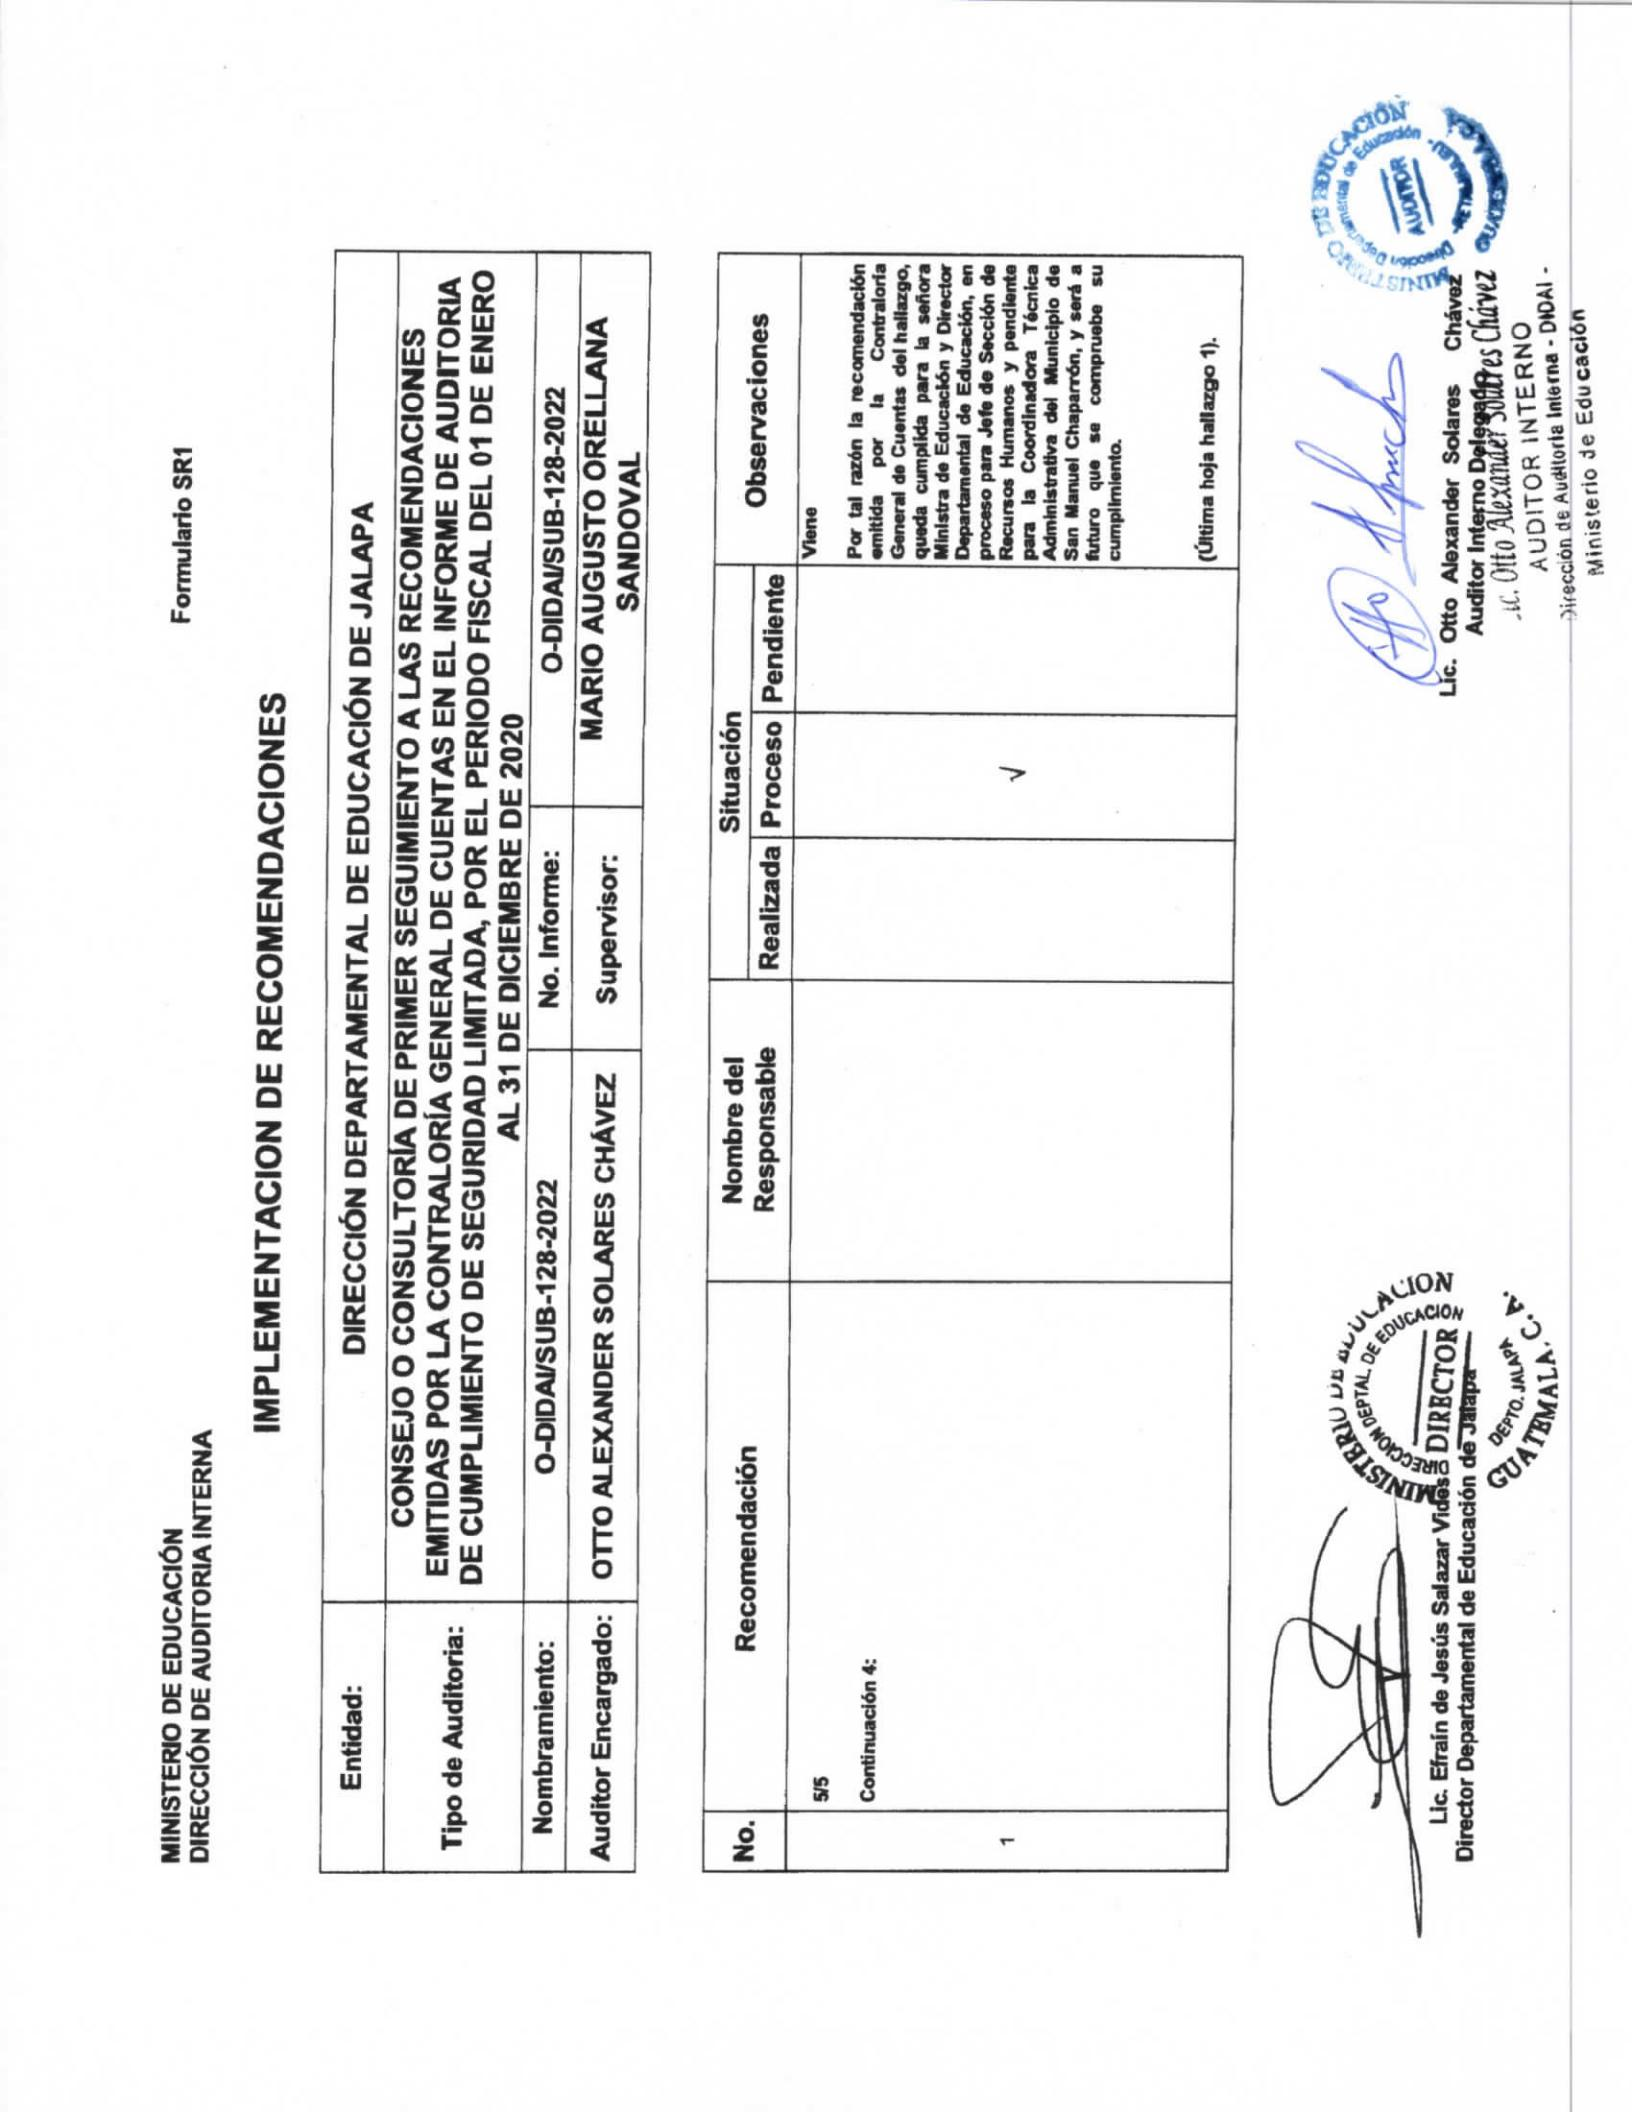 MINISTERIO DE EDUCACIÓN
DIRECCIÓN DE AUDITORIA INTERNA
Formulario SR1
IMPLEMENTACION DE RECOMENDACIONES
Entidad:
DIRECCIÓN DEPARTAMENTAL DE EDUCACIÓN DE JALAPA
Tipo de Auditoria:
CONSEJO O CONSULTORÍA DE PRIMER SEGUIMIENTO A LAS RECOMENDACIONES
EMITIDAS POR LA CONTRALORÍA GENERAL DE CUENTAS EN EL INFORME DE AUDITORIA
DE CUMPLIMIENTO DE SEGURIDAD LIMITADA, POR EL PERIODO FISCAL DEL 01 DE ENERO
AL 31 DE DICIEMBRE DE 2020
Nombramiento:
O-DIDAI/SUB-128-2022
No. Informe:
O-DIDAI/SUB-128-2022
Auditor Encargado:
OTTO ALEXANDER SOLARES CHÁVEZ
Supervisor:
MARIO AUGUSTO ORELLANA
SANDOVAL
No.
Recomendación
Nombre del
Responsable
Situación
Realizada
Proceso
Pendiente
Observaciones
1
5/5
Continuación 4:
√
Viene
Por tal razón la recomendación
emitida por la Contraloría
General de Cuentas del hallazgo,
queda cumplida para la señora
Ministra de Educación y Director
Departamental de Educación, en
proceso para Jefe de Sección de
Recursos Humanos y pendiente
para la Coordinadora Técnica
Administrativa del Municipio de
San Manuel Chaparrón, y será a
futuro que se compruebe su
cumplimiento.
(Última hoja hallazgo 1).
Lic. Efraín de Jesús Salazar Vides
Director Departamental de Educación de Jalapa
MINISTERIO DE EDUCACION
DIRECCION DEPTAL. DE EDUCACION
DIRECTOR
DEPTO. JALAPA
GUATEMALA, C. A.
Lic. Otto Alexander Solares Chávez
Auditor Interno Delegado
Lic. Otto Alexander Solares Chávez
AUDITOR INTERNO
Dirección de Auditoria Interna - DIDAI -
Ministerio de Educación
MINISTERIO DE EDUCACIÓN
Dirección Departamental de Educación
AUDITOR